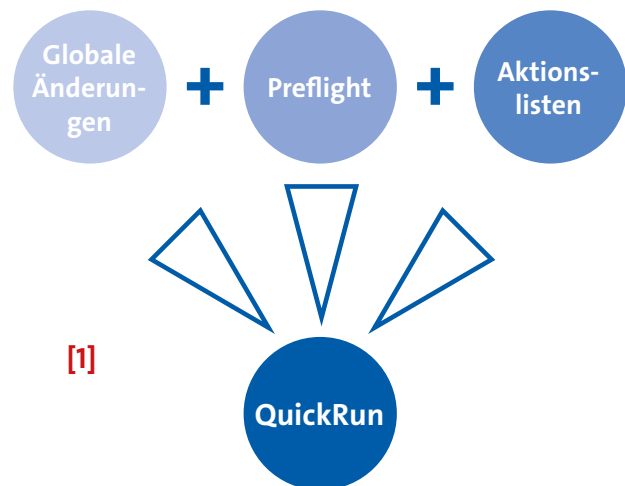 Globale
Änderun-
gen
+
Preflight
+
Aktions-
listen
[1]
QuickRun